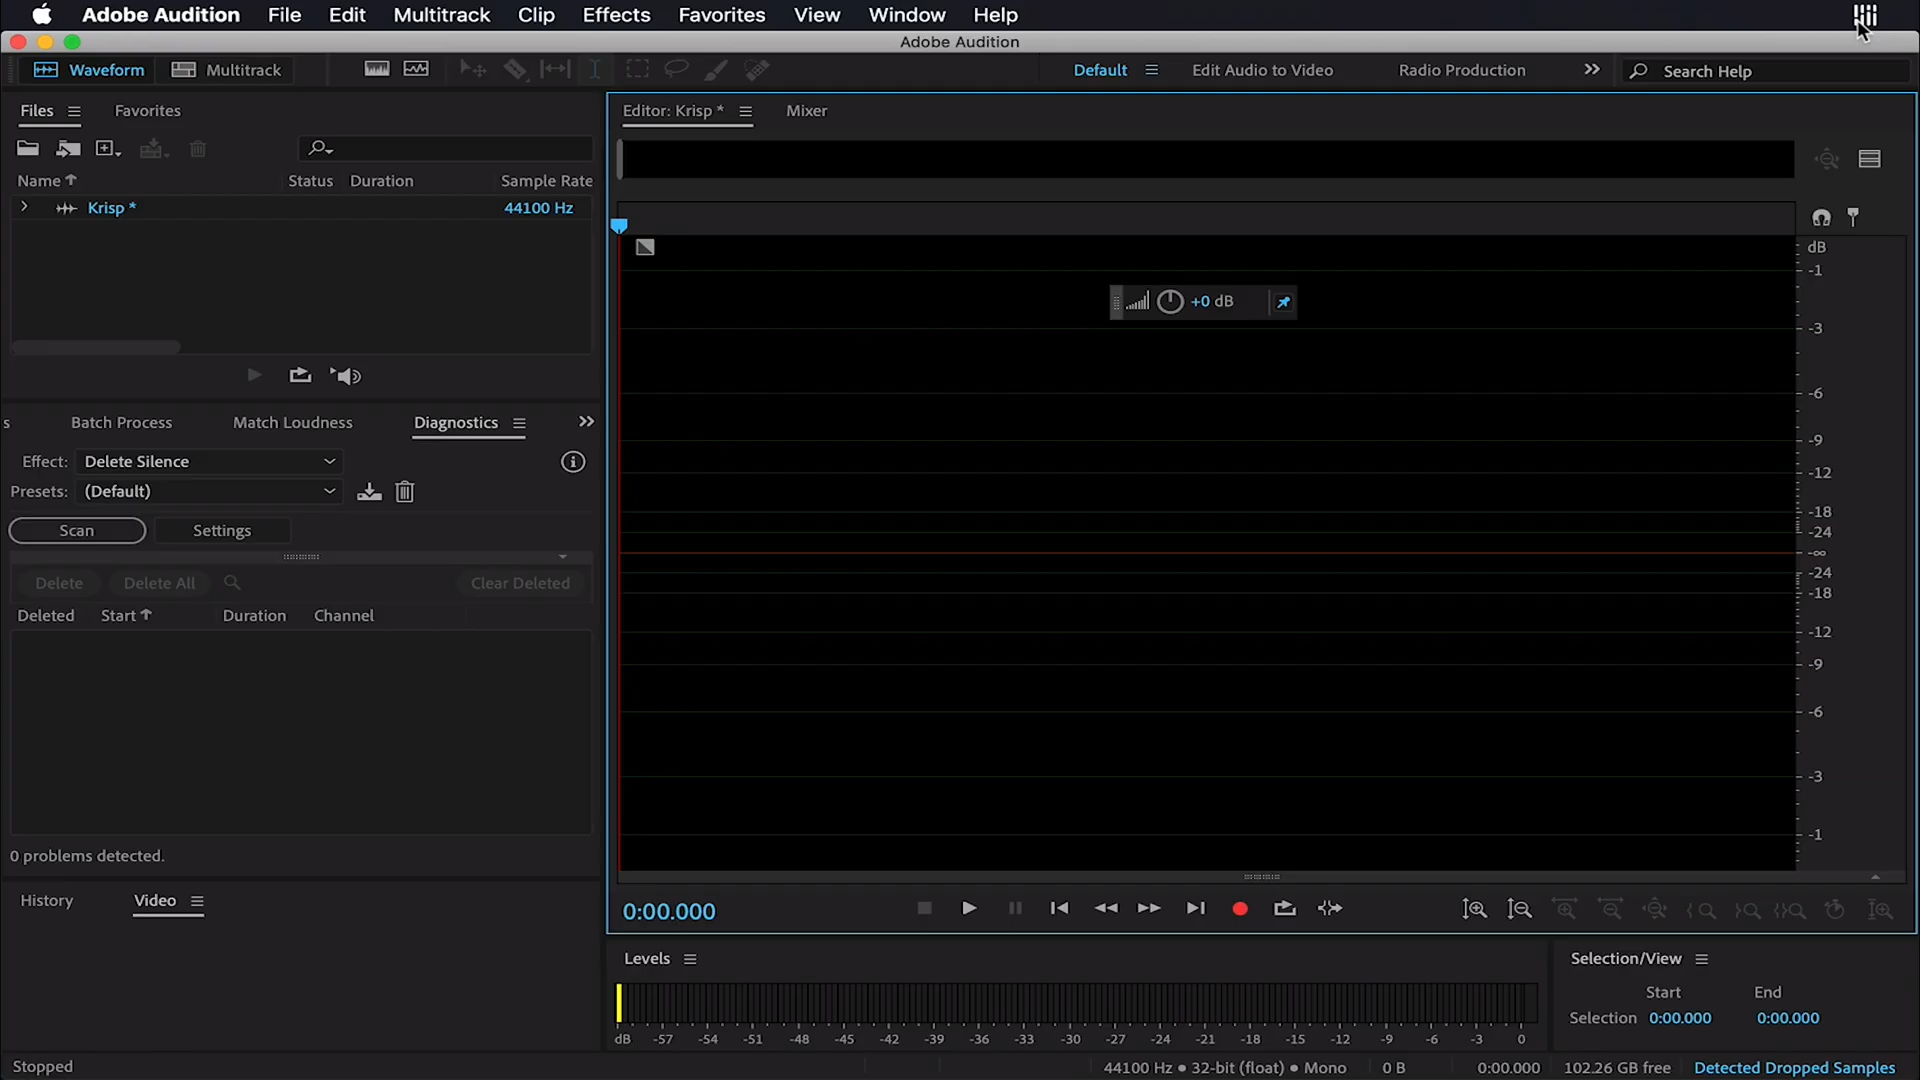 Adobe Audition File Edit Multitrack Clip Effects Favorites View Window Help
Adobe Audition
Waveform Multitrack Default Edit Audio to Video Radio Production Search Help
Files Favorites
Name Status Duration Sample Rate
Krisp * 44100 Hz
s Batch Process Match Loudness Diagnostics
Effect: Delete Silence
Presets: (Default)
Scan Settings
Delete Delete All Clear Deleted
Deleted Start Duration Channel
0 problems detected.
History Video
Editor: Krisp * Mixer
+0 dB
dB
-1
-3
-6
-9
-12
-18
-24
-∞
-24
-18
-12
-9
-6
-3
-1
0:00.000
Levels
dB -57 -54 -51 -48 -45 -42 -39 -36 -33 -30 -27 -24 -21 -18 -15 -12 -9 -6 -3 0
Selection/View
Start End
Selection 0:00.000 0:00.000
Stopped 44100 Hz • 32-bit (float) • Mono 0 B 0:00.000 102.26 GB free Detected Dropped Samples